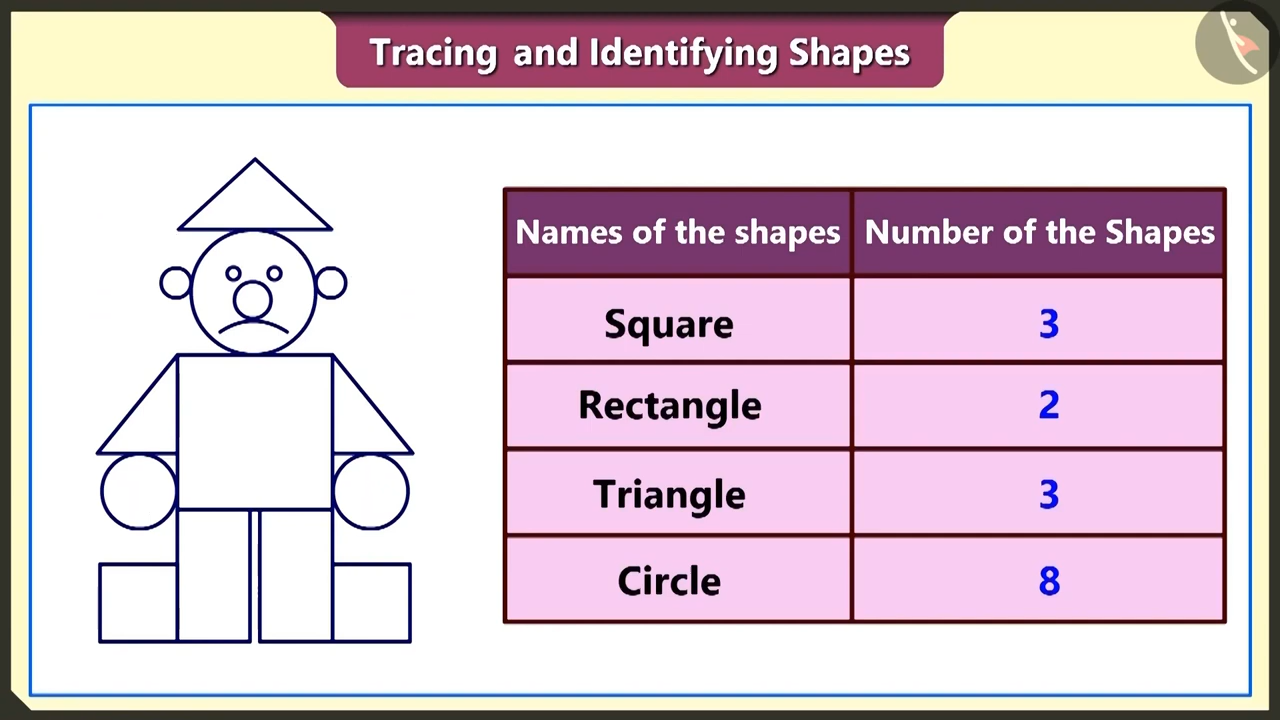 Tracing and Identifying Shapes
Names of the shapes Number of the Shapes
Square 3
Rectangle 2
Triangle 3
Circle 8